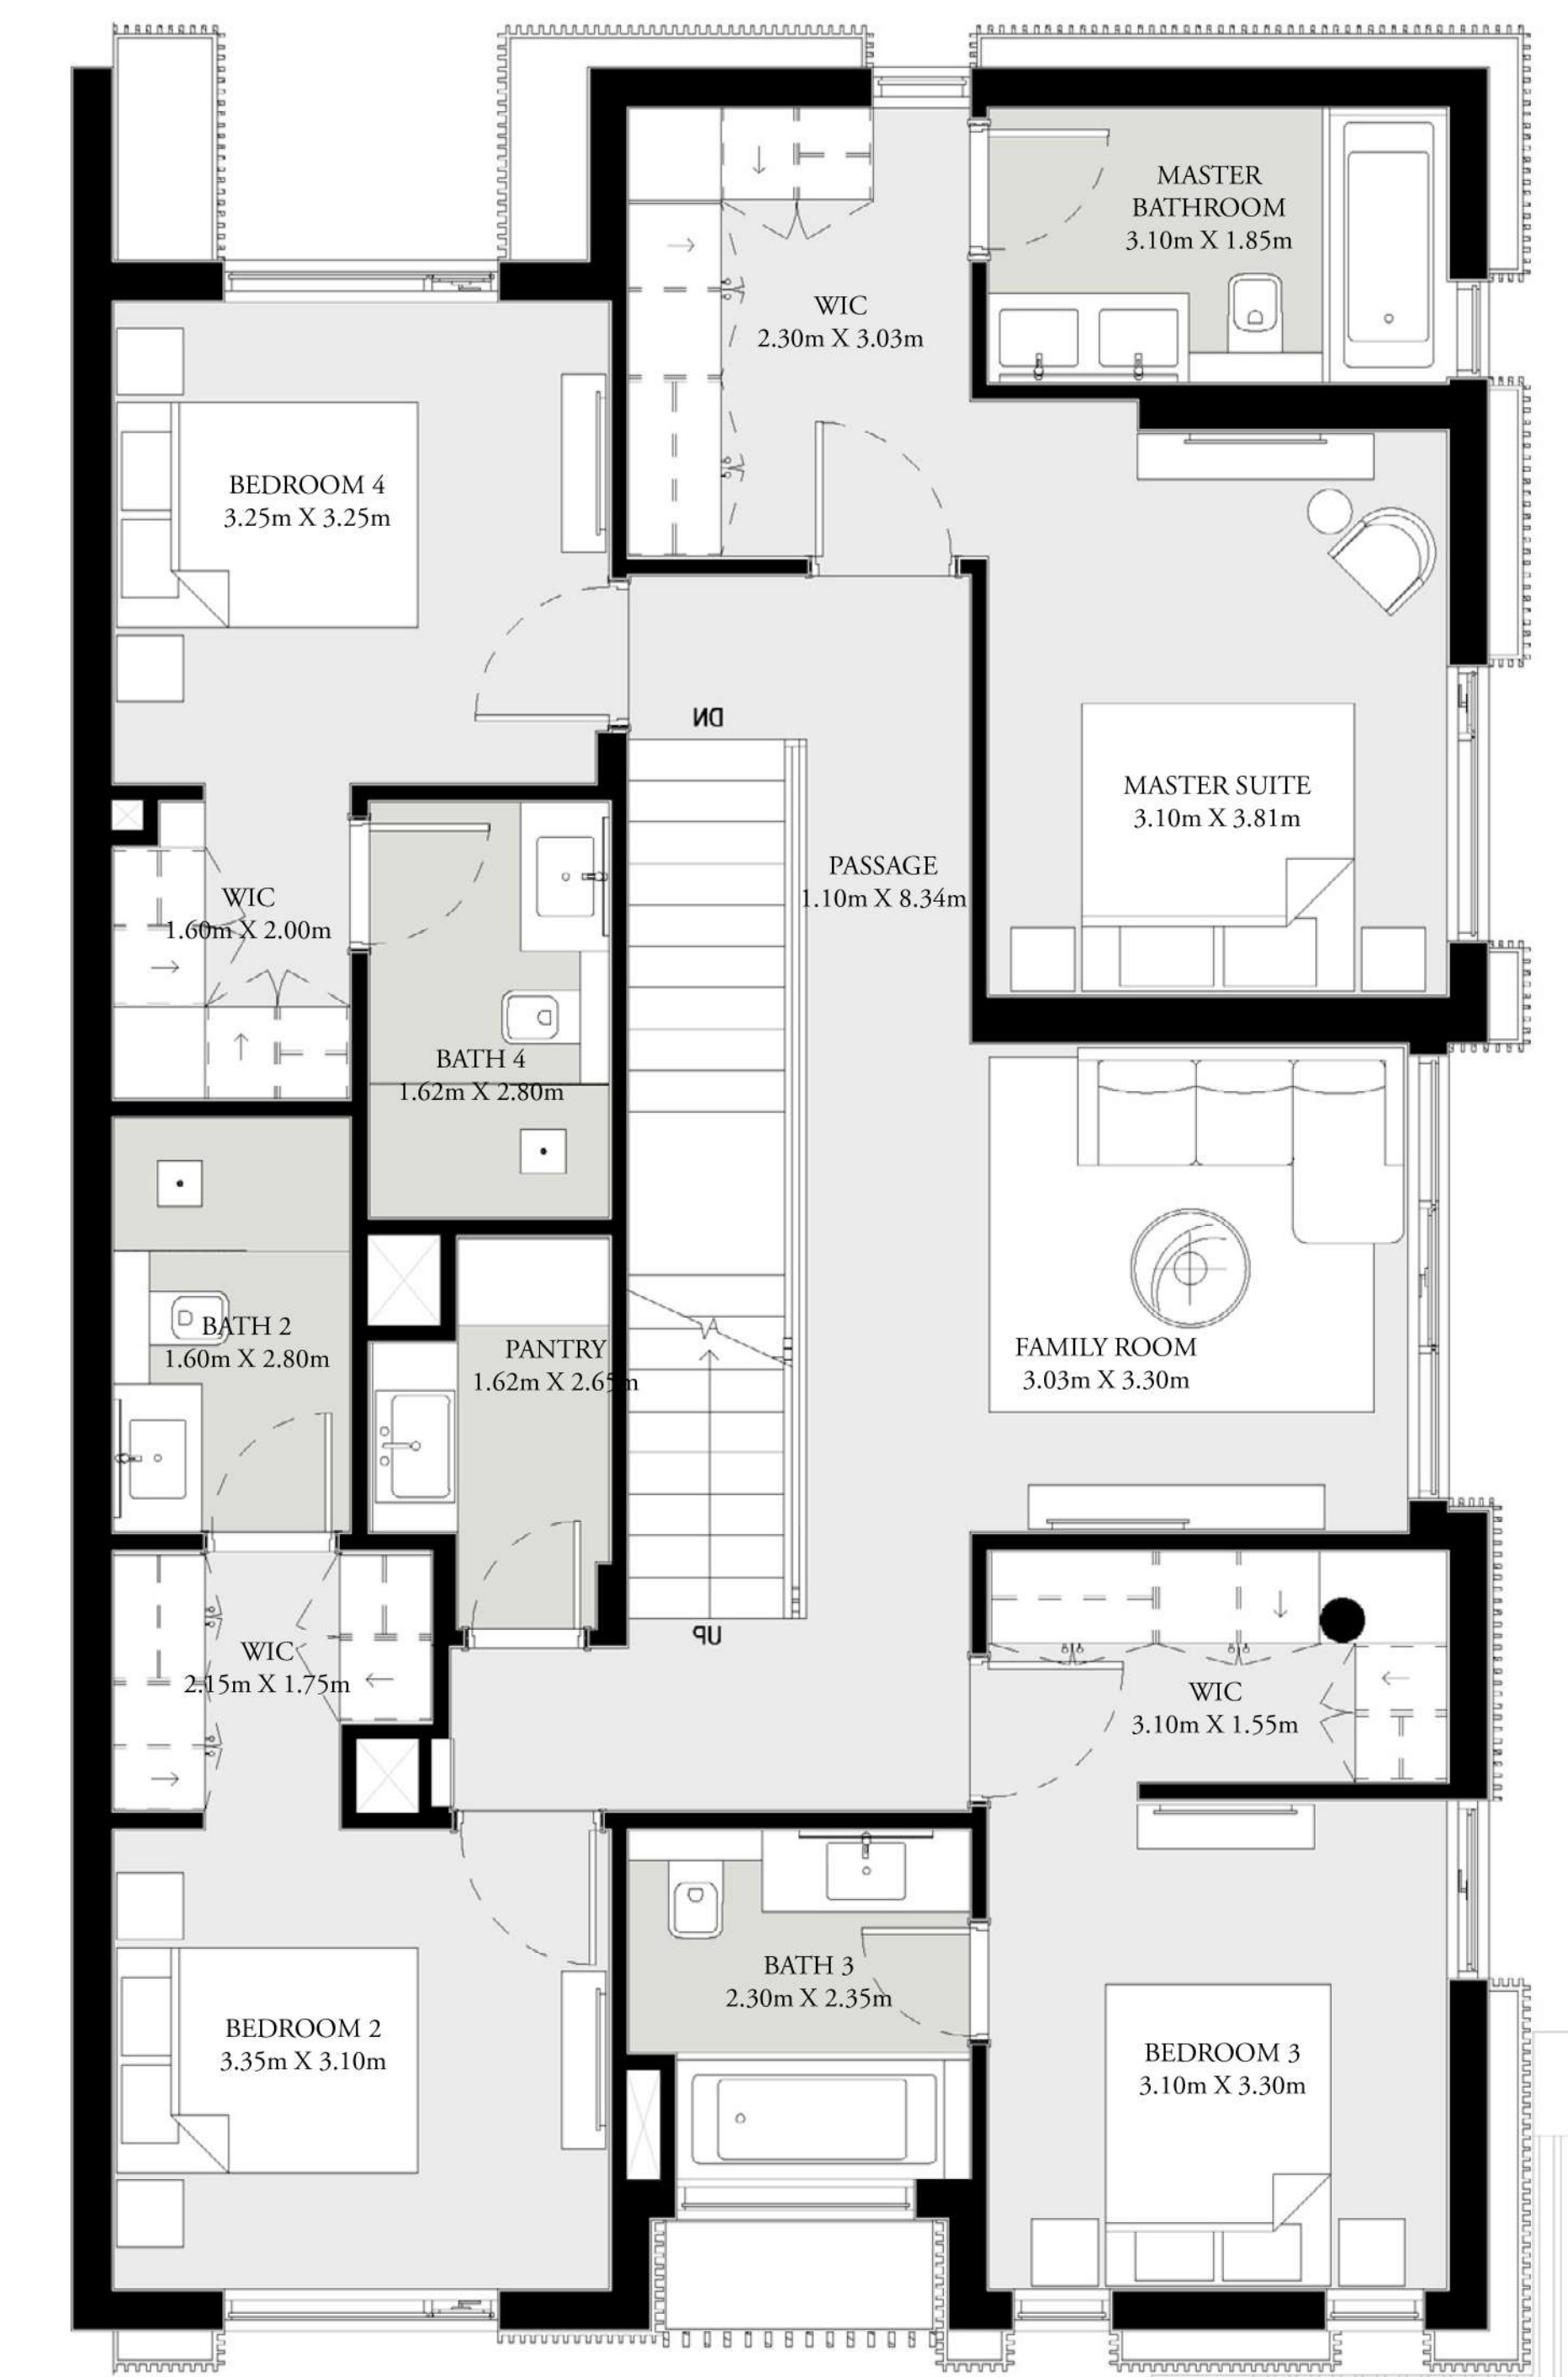 MASTER
BATHROOM
3.10m X 1.85m
WIC
2.30m X 3.03m
BEDROOM 4
3.25m X 3.25m
DN
MASTER SUITE
3.10m X 3.81m
PASSAGE
1.10m X 8.34m
WIC
1.60m X 2.00m
BATH 4
1.62m X 2.80m
BATH 2
1.60m X 2.80m
PANTRY
1.62m X 2.65m
FAMILY ROOM
3.03m X 3.30m
UP
WIC
2.15m X 1.75m
WIC
3.10m X 1.55m
BATH 3
2.30m X 2.35m
BEDROOM 2
3.35m X 3.10m
BEDROOM 3
3.10m X 3.30m